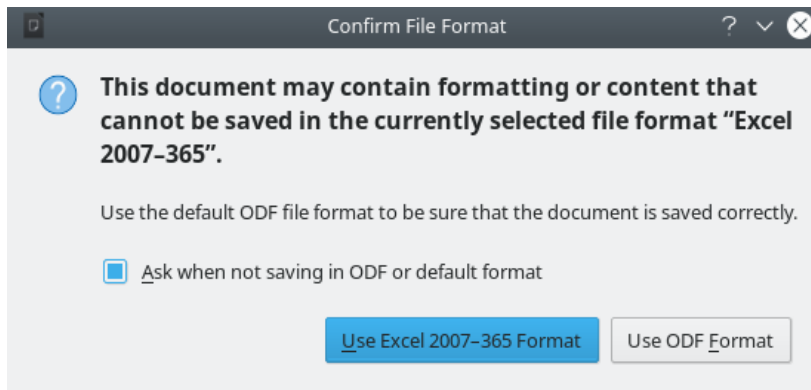 Confirm File Format
This document may contain formatting or content that
cannot be saved in the currently selected file format “Excel
2007–365”.
Use the default ODF file format to be sure that the document is saved correctly.
Ask when not saving in ODF or default format
Use Excel 2007–365 Format Use ODF Format